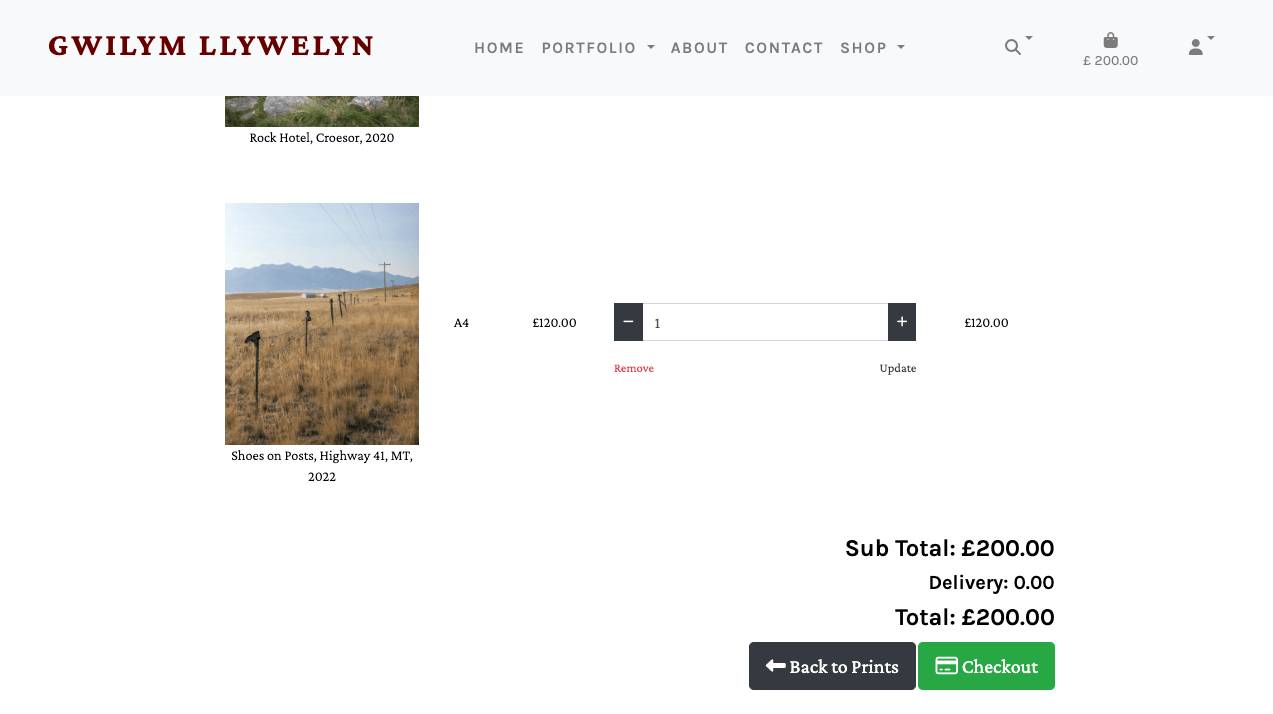 GWILYM LLYWELYN
HOME PORTFOLIO ABOUT CONTACT SHOP
£ 200.00
Rock Hotel, Croesor, 2020
A4 £120.00 1 £120.00
Remove Update
Shoes on Posts, Highway 41, MT,
2022
Sub Total: £200.00
Delivery: 0.00
Total: £200.00
Back to Prints Checkout